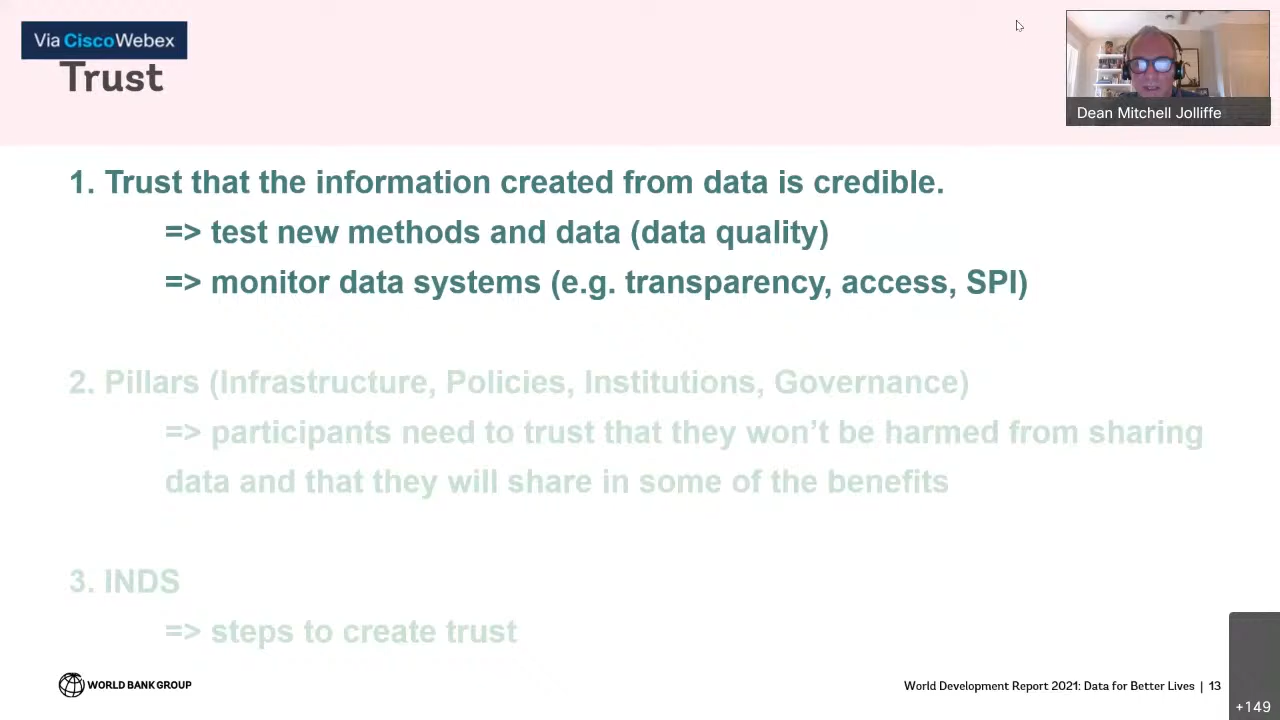 Via Cisco Webex
Trust
Dean Mitchell Jolliffe
1. Trust that the information created from data is credible.
=> test new methods and data (data quality)
=> monitor data systems (e.g. transparency, access, SPI)
2. Pillars (Infrastructure, Policies, Institutions, Governance)
=> participants need to trust that they won’t be harmed from sharing
data and that they will share in some of the benefits
3. INDS
=> steps to create trust
WORLD BANK GROUP
World Development Report 2021: Data for Better Lives | 13
+149